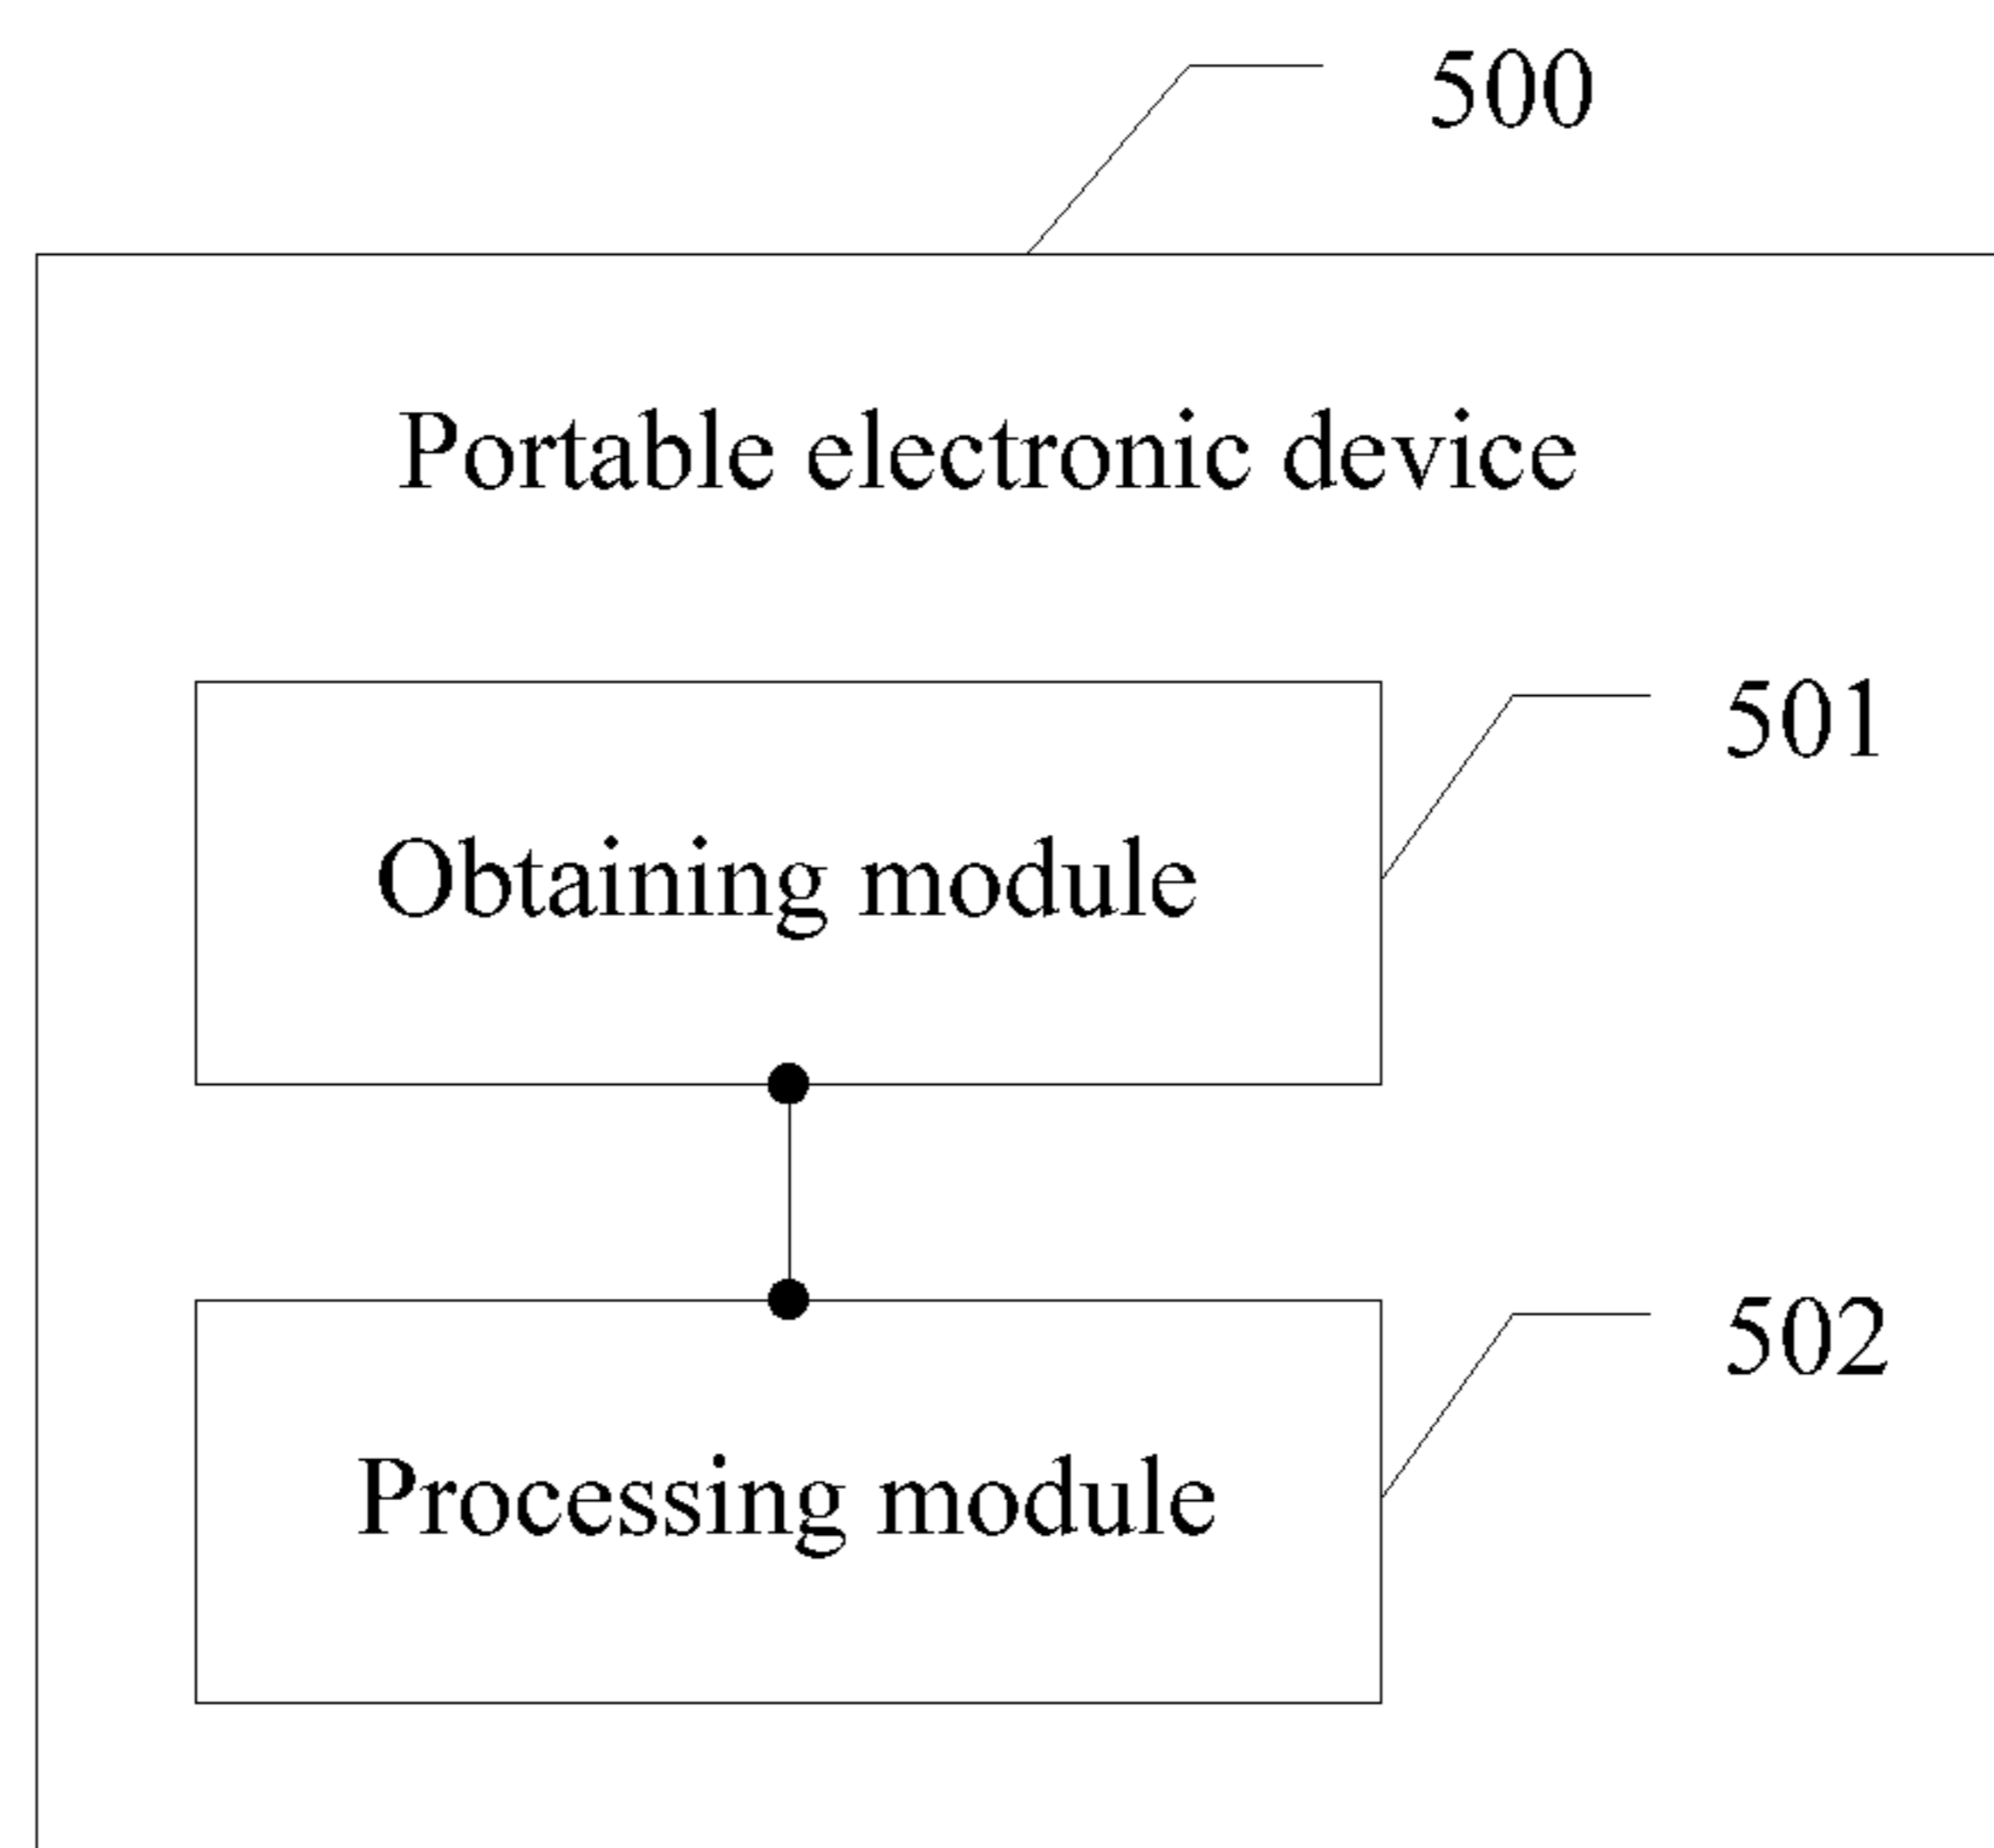 500
Portable electronic device
501
Obtaining module
502
Processing module